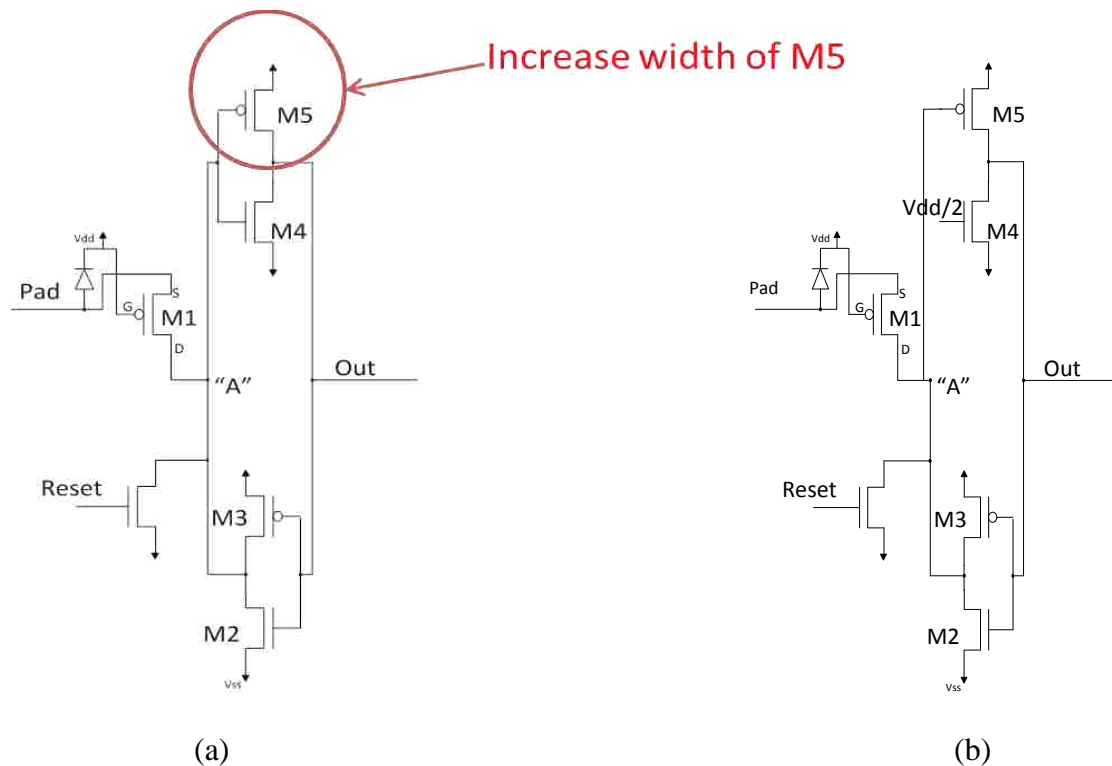 Increase width of M5
M5
M4
Vdd
Pad
G
S
M1
D
"A"
Out
Reset
M3
M2
Vss
(a)
M5
Vdd/2
M4
Vdd
Pad
G
S
M1
D
"A"
Out
Reset
M3
M2
Vss
(b)